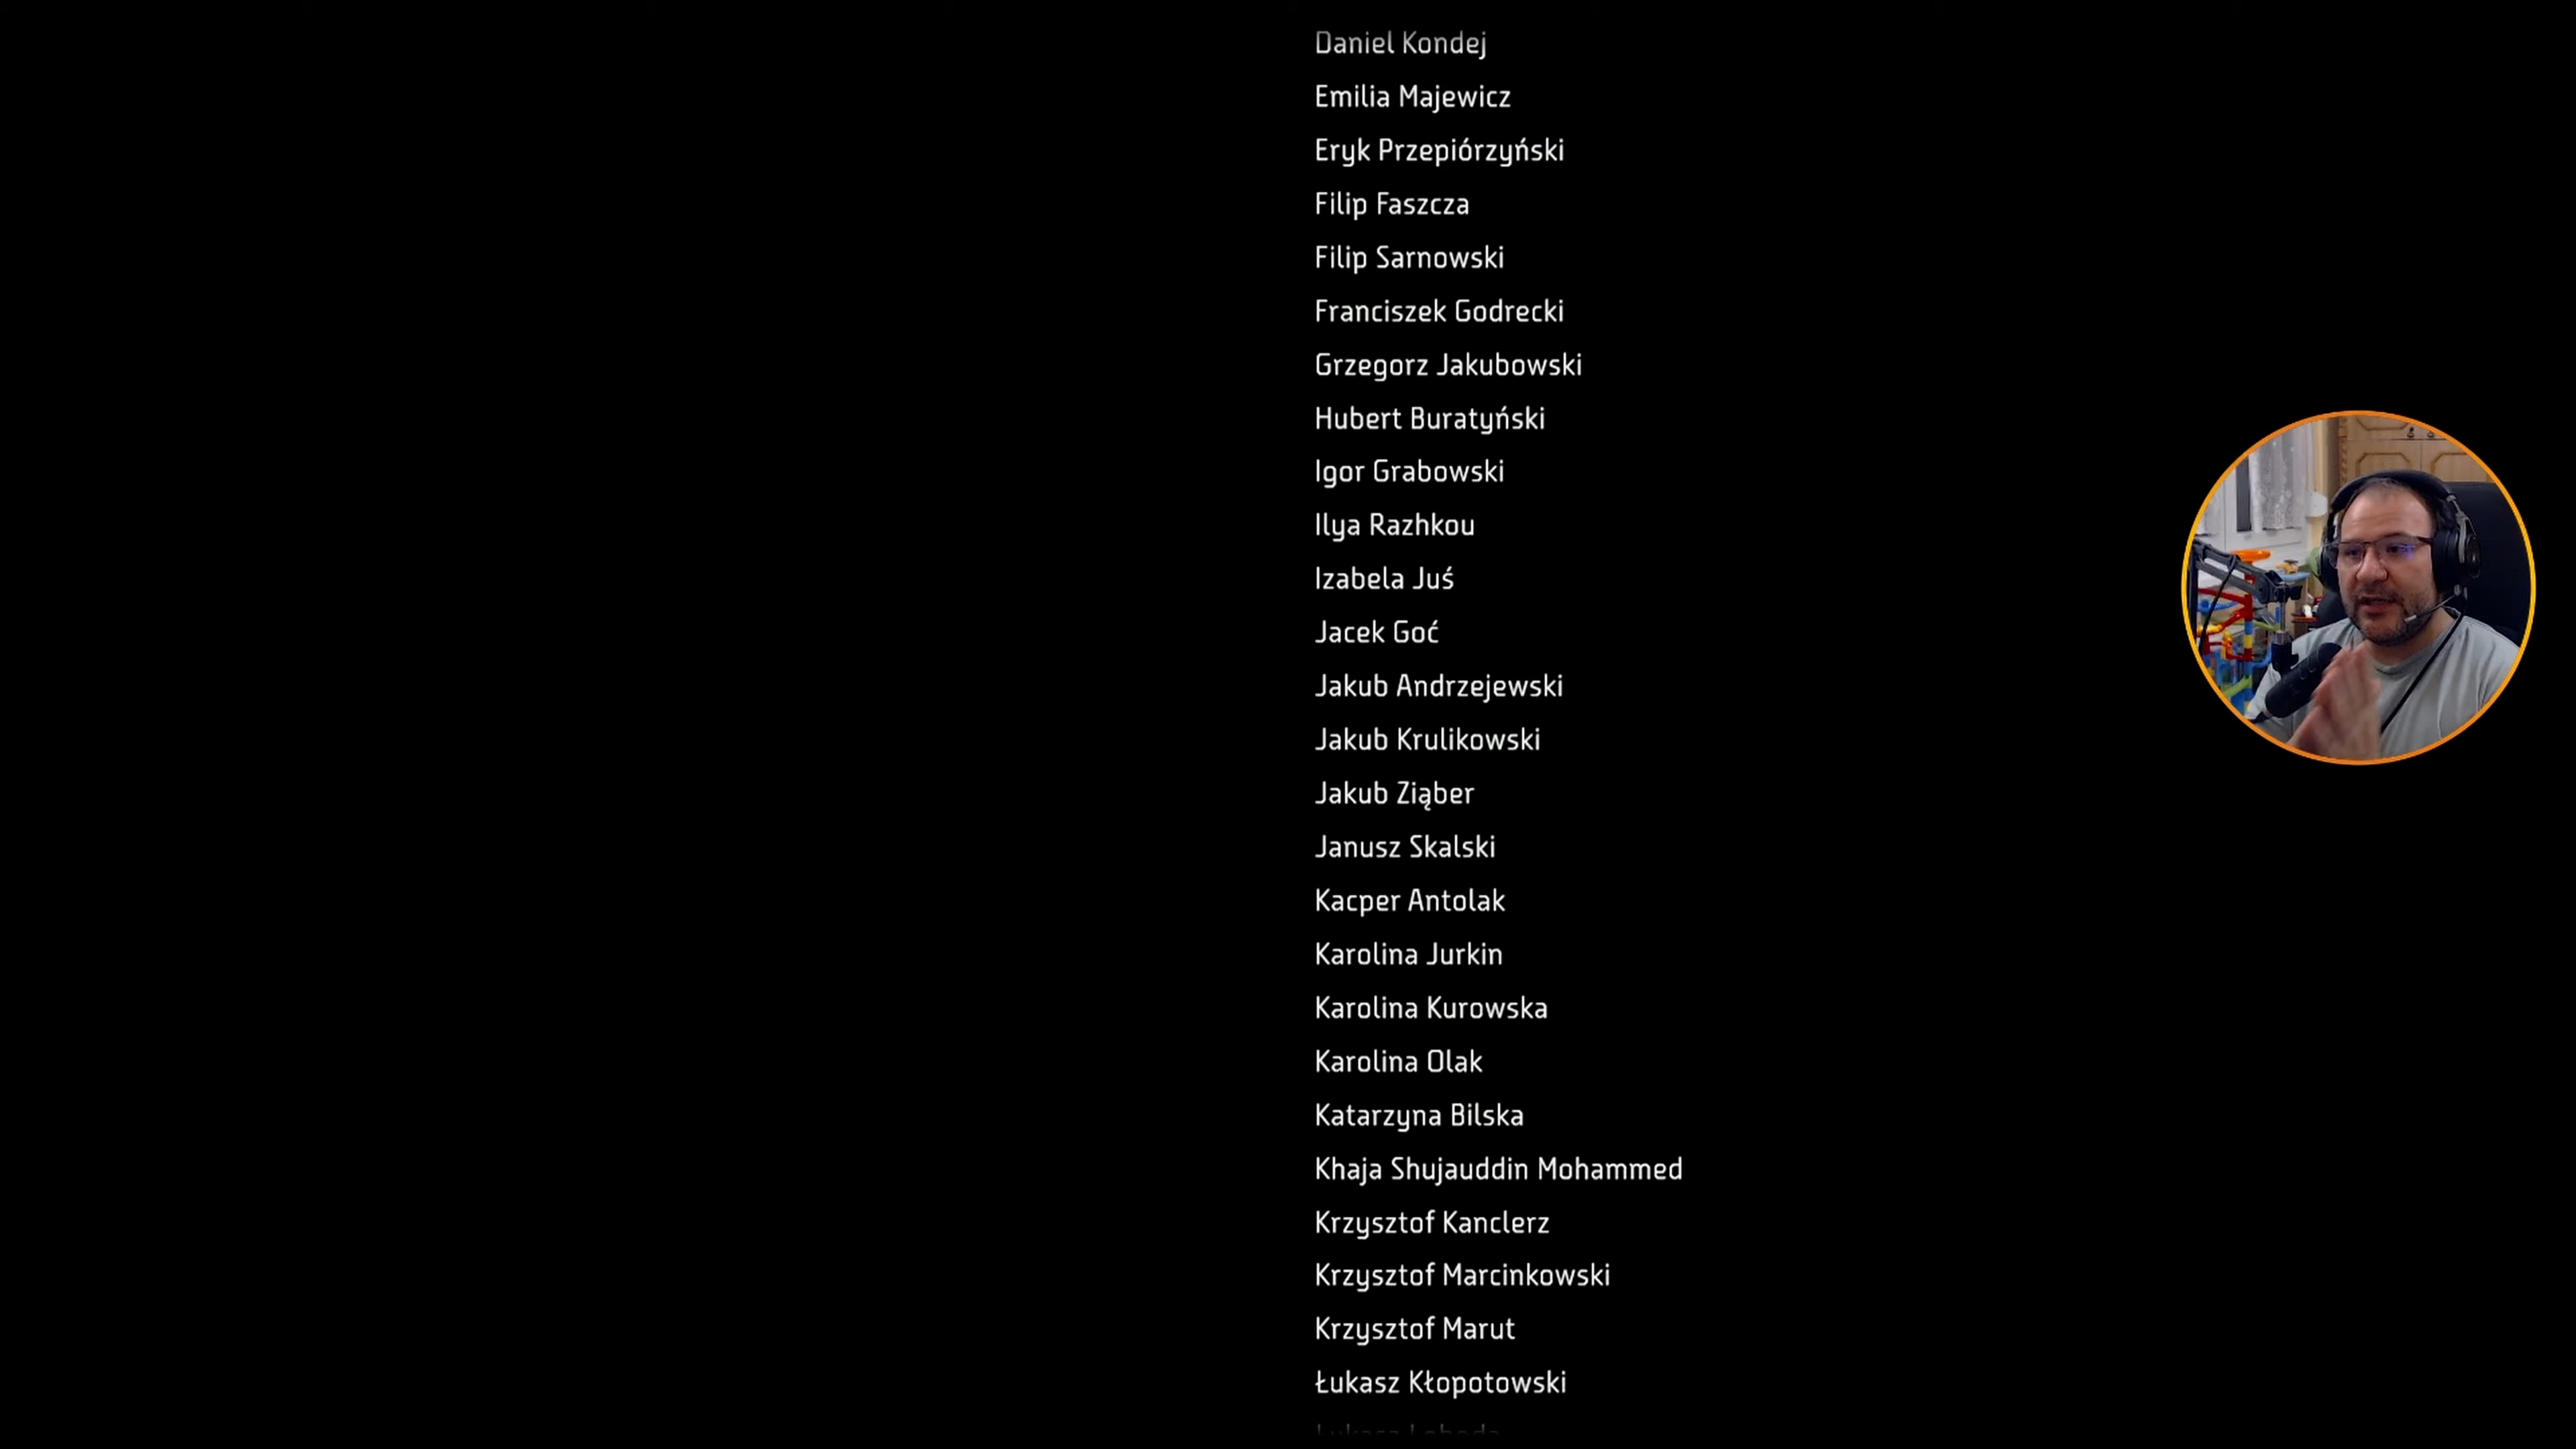 Daniel Kondej
Emilia Majewicz
Eryk Przepiórzyński
Filip Faszcza
Filip Sarnowski
Franciszek Godrecki
Grzegorz Jakubowski
Hubert Buratyński
Igor Grabowski
Ilya Razhkou
Izabela Juś
Jacek Goć
Jakub Andrzejewski
Jakub Krulikowski
Jakub Ziąber
Janusz Skalski
Kacper Antolak
Karolina Jurkin
Karolina Kurowska
Karolina Olak
Katarzyna Bilska
Khaja Shujauddin Mohammed
Krzysztof Kanclerz
Krzysztof Marcinkowski
Krzysztof Marut
Łukasz Kłopotowski